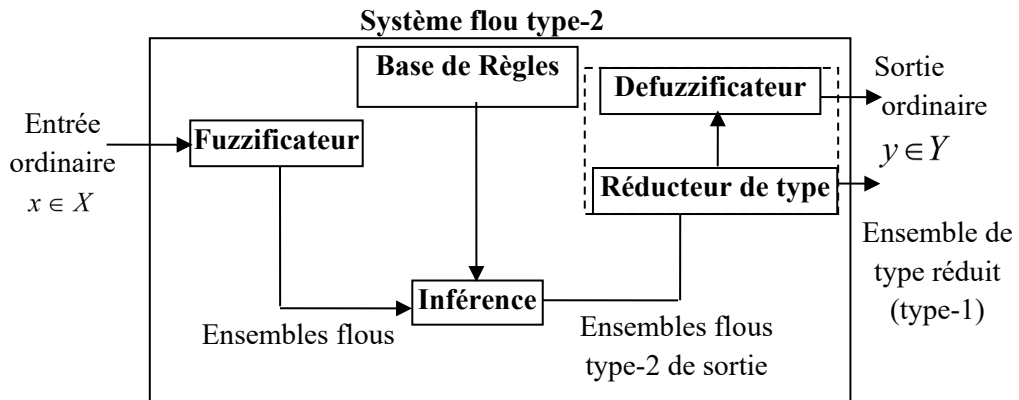 Système flou type-2
Base de Règles
Defuzzificateur
Sortie
ordinaire
y ∈ Y
Entrée
ordinaire
x ∈ X
Fuzzificateur
Réducteur de type
Ensemble de
type réduit
(type-1)
Inférence
Ensembles flous
Ensembles flous
type-2 de sortie